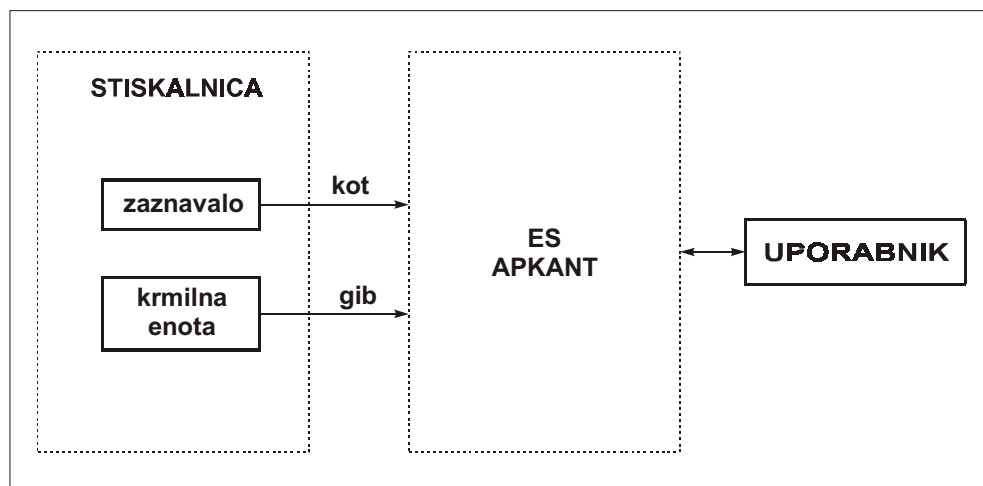 STISKALNICA
zaznavalo
kot
krmilna
enota
gib
ES
APKANT
UPORABNIK